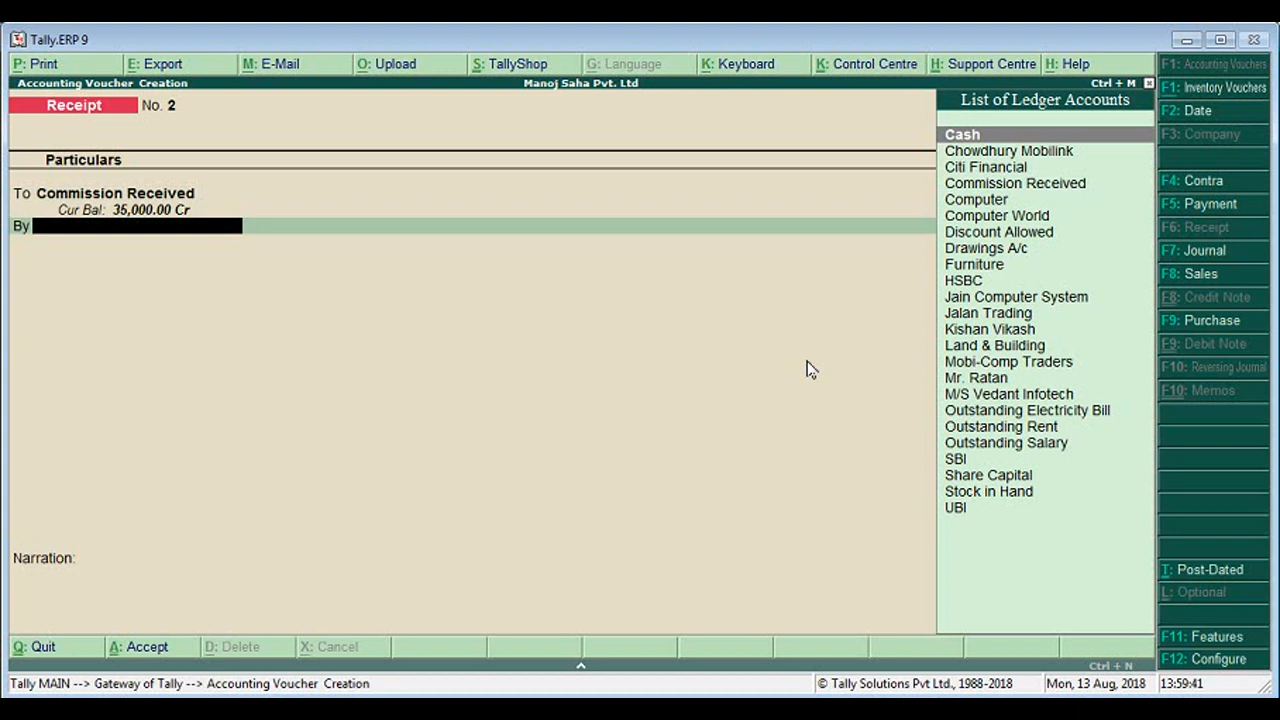 Tally.ERP 9
P: Print E: Export M: E-Mail O: Upload S: TallyShop G: Language K: Keyboard K: Control Centre H: Support Centre H: Help
Accounting Voucher Creation Manoj Saha Pvt. Ltd Ctrl + M
Receipt No. 2
Particulars
To Commission Received
Cur Bal: 35,000.00 Cr
By
Narration:
List of Ledger Accounts
Cash
Chowdhury Mobilink
Citi Financial
Commission Received
Computer
Computer World
Discount Allowed
Drawings A/c
Furniture
HSBC
Jain Computer System
Jalan Trading
Kishan Vikash
Land & Building
Mobi-Comp Traders
Mr. Ratan
M/S Vedant Infotech
Outstanding Electricity Bill
Outstanding Rent
Outstanding Salary
SBI
Share Capital
Stock in Hand
UBI
F1: Accounting Vouchers
F1: Inventory Vouchers
F2: Date
F3: Company
F4: Contra
F5: Payment
F6: Receipt
F7: Journal
F8: Sales
F8: Credit Note
F9: Purchase
F9: Debit Note
F10: Reversing Journal
F10: Memos
T: Post-Dated
L: Optional
F11: Features
F12: Configure
Q: Quit A: Accept D: Delete X: Cancel
Ctrl + N
Tally MAIN --> Gateway of Tally --> Accounting Voucher Creation © Tally Solutions Pvt Ltd., 1988-2018 Mon, 13 Aug, 2018 13:59:41